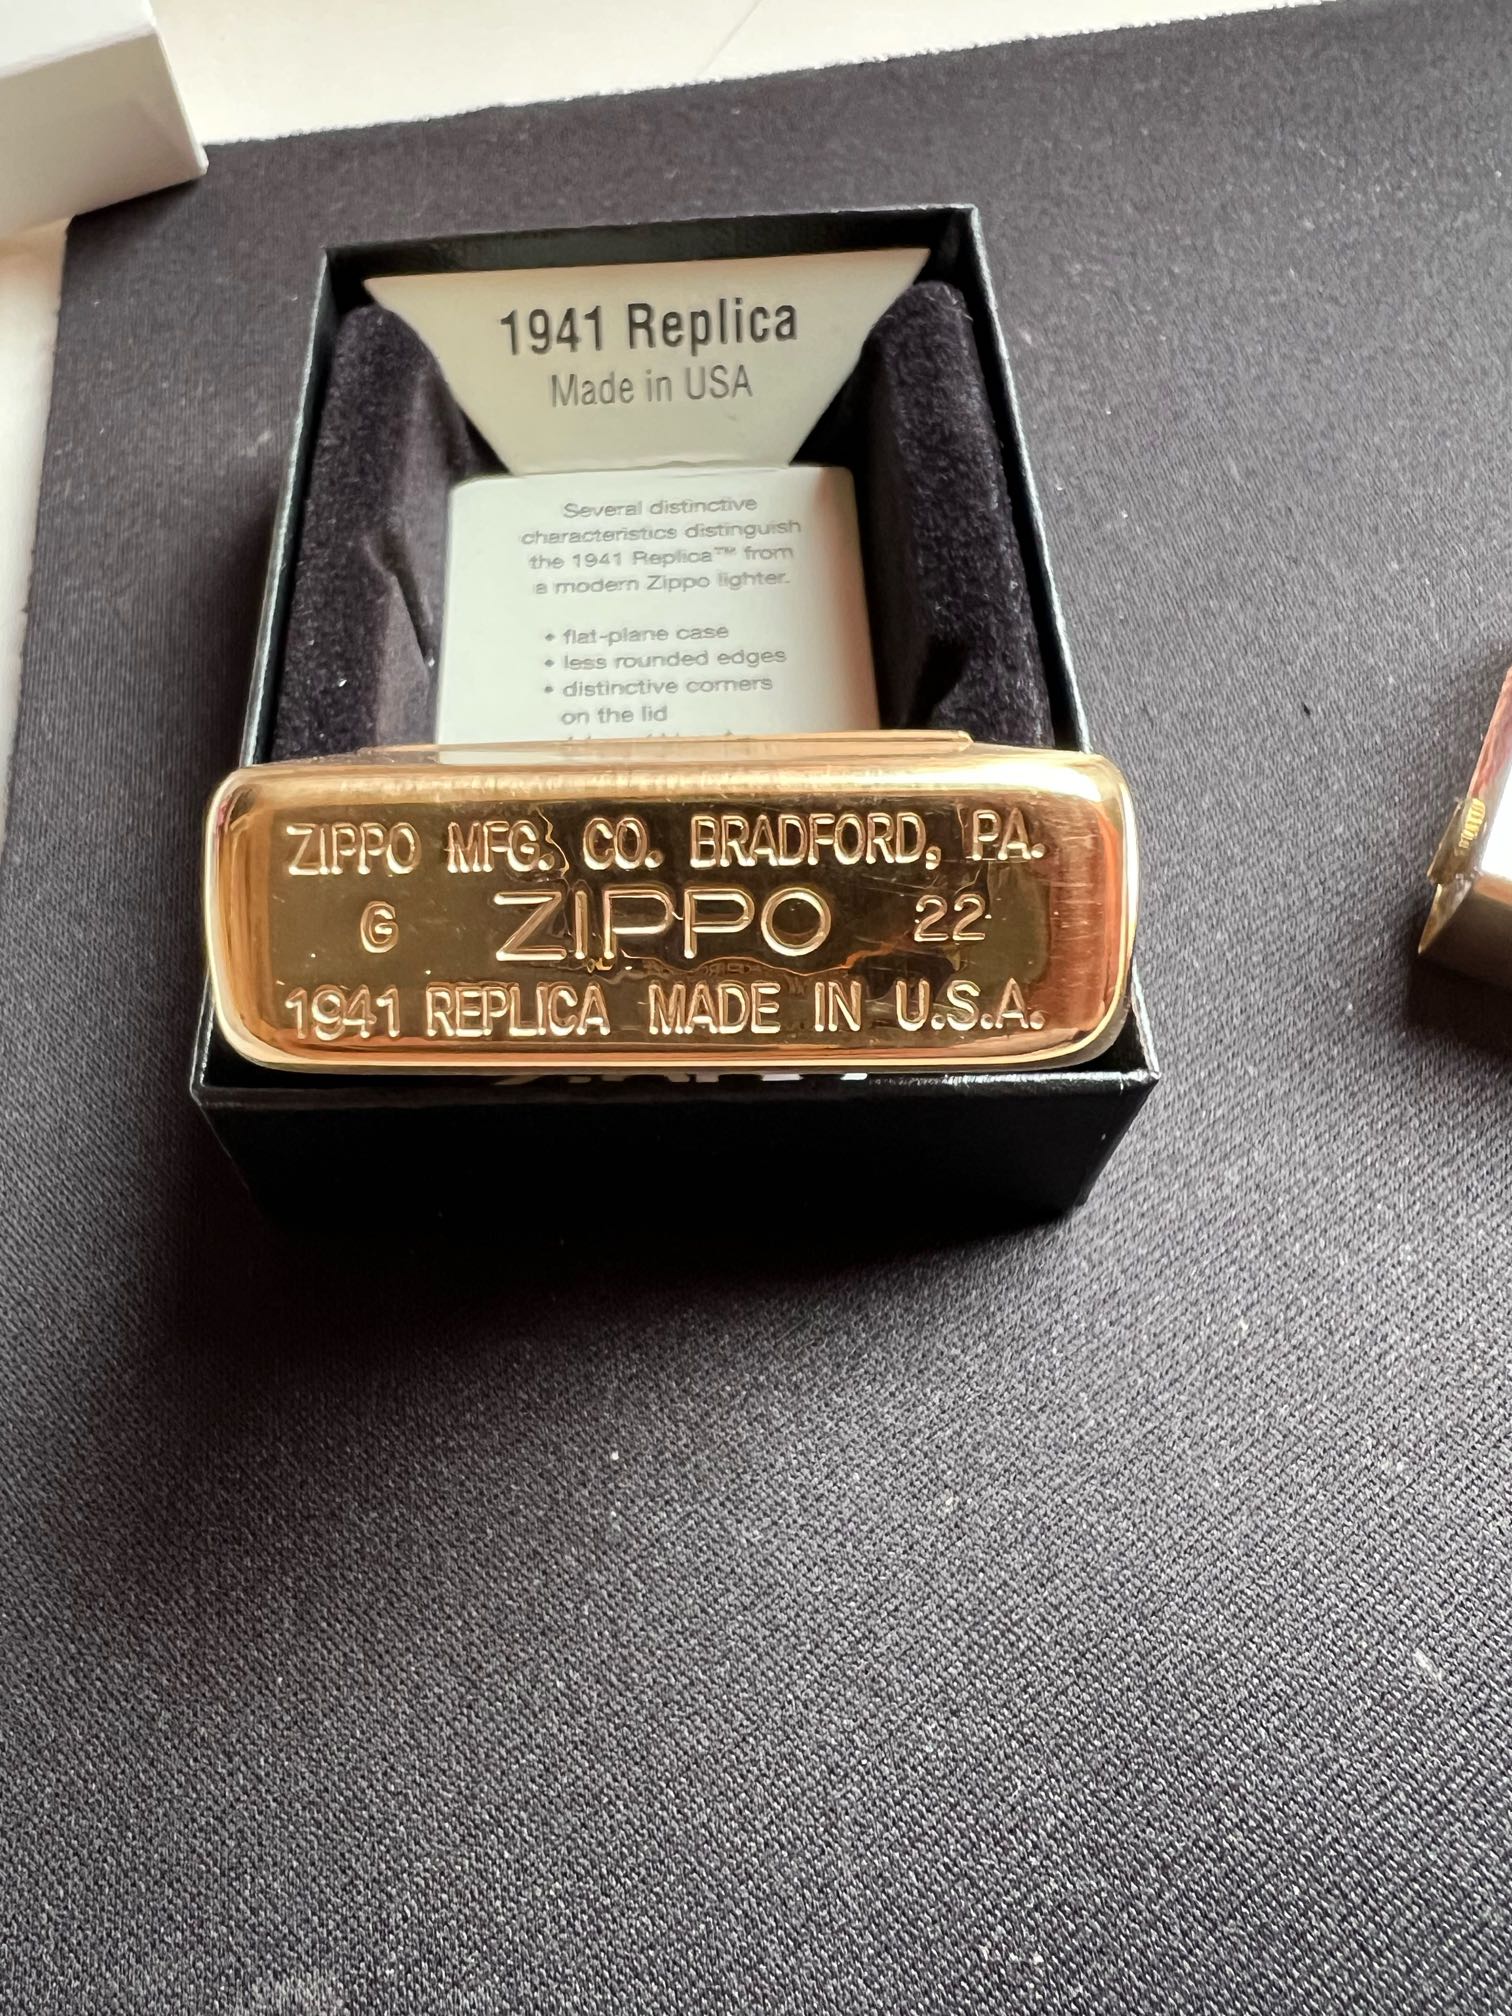 1941 Replica
Made in USA
Several distinctive
characteristics distinguish
the 1941 Replica™ from
a modern Zippo lighter.
• flat-plane case
• less rounded edges
• distinctive corners
on the lid
ZIPPO MFG. CO. BRADFORD, PA.
G ZIPPO 22
1941 REPLICA MADE IN U.S.A.